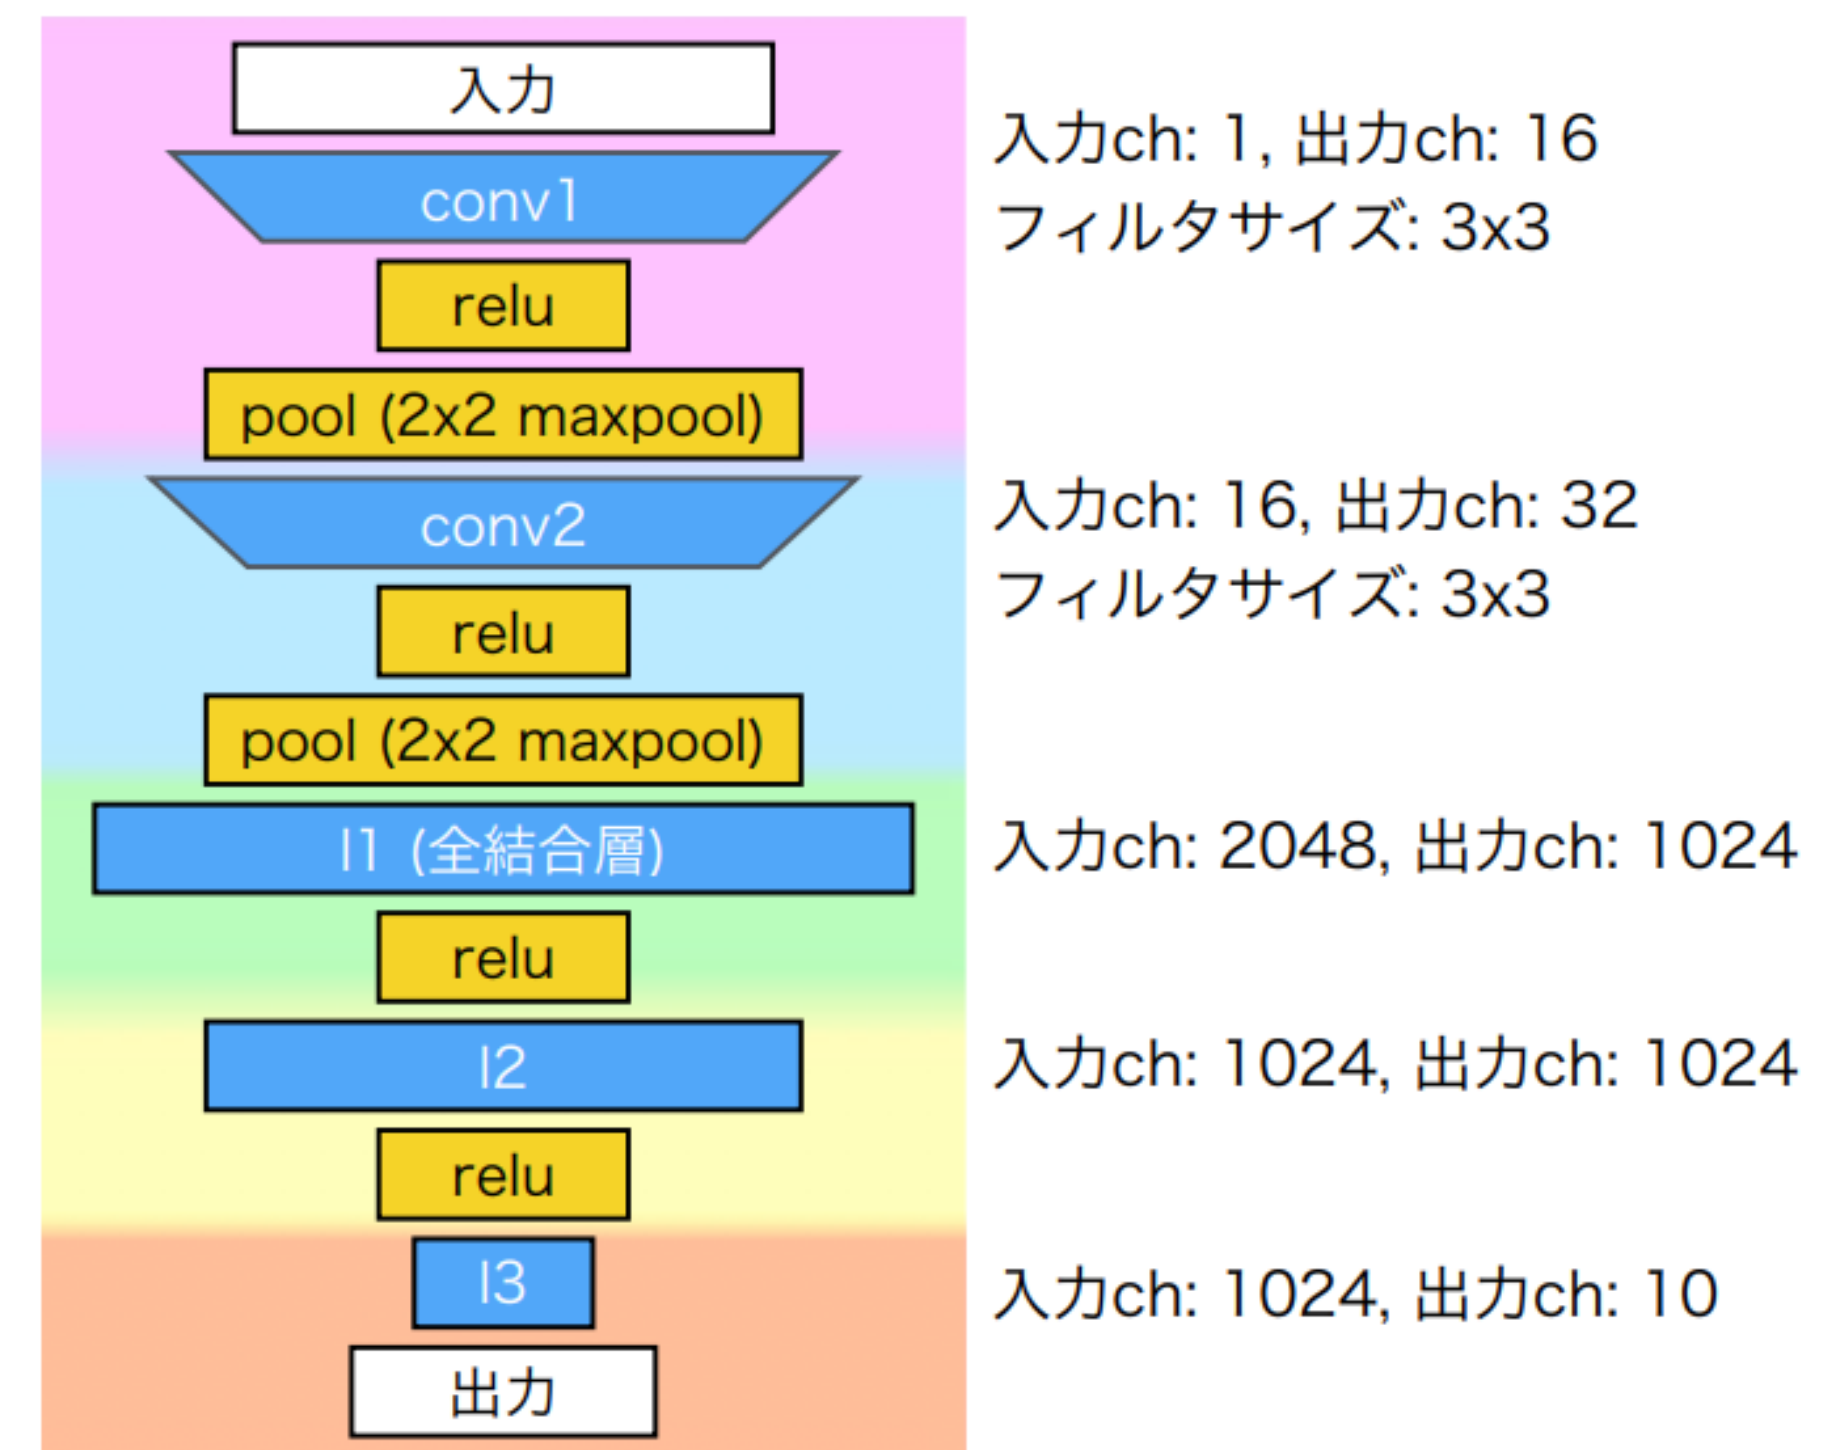 入力
入力ch: 1, 出力ch: 16
conv1
フィルタサイズ: 3x3
relu
pool (2x2 maxpool)
入力ch: 16, 出力ch: 32
conv2
フィルタサイズ: 3x3
relu
pool (2x2 maxpool)
l1 (全結合層)
入力ch: 2048, 出力ch: 1024
relu
l2
入力ch: 1024, 出力ch: 1024
relu
l3
入力ch: 1024, 出力ch: 10
出力